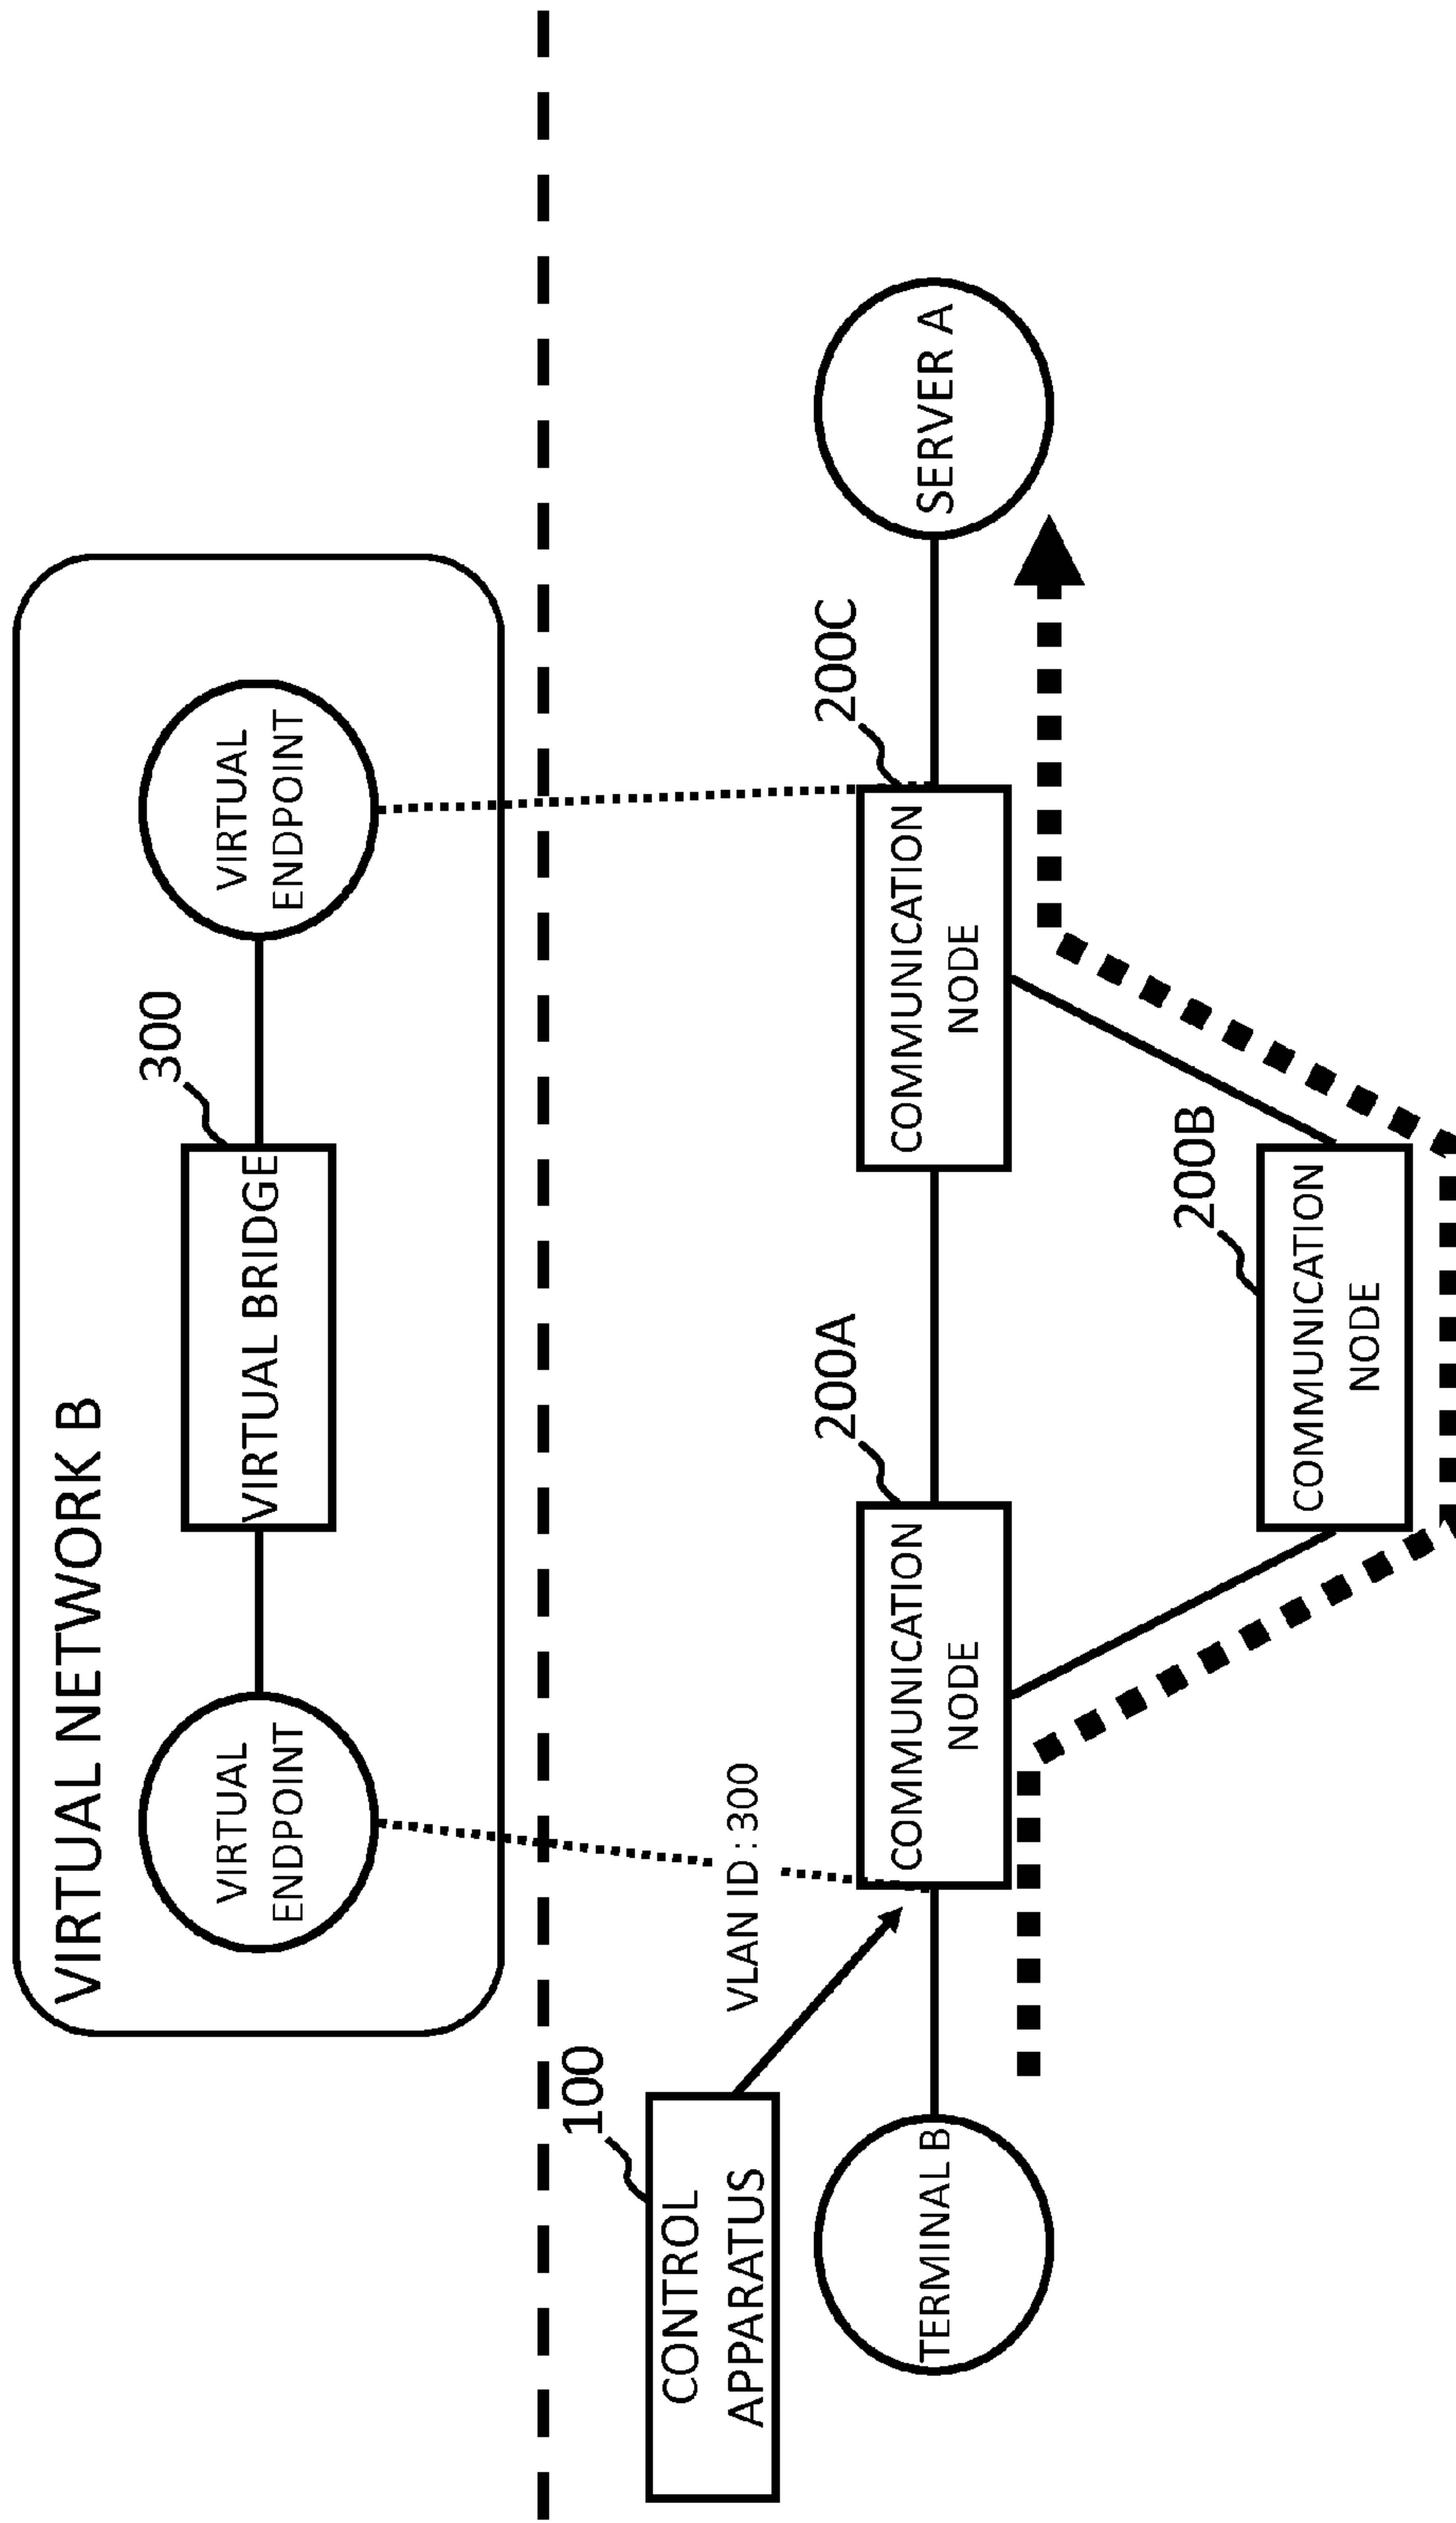 VIRTUAL NETWORK B
VIRTUAL
ENDPOINT
VIRTUAL BRIDGE
300
VIRTUAL
ENDPOINT
100
CONTROL
APPARATUS
VLAN ID : 300
TERMINAL B
200A
COMMUNICATION
NODE
200C
COMMUNICATION
NODE
SERVER A
200B
COMMUNICATION
NODE